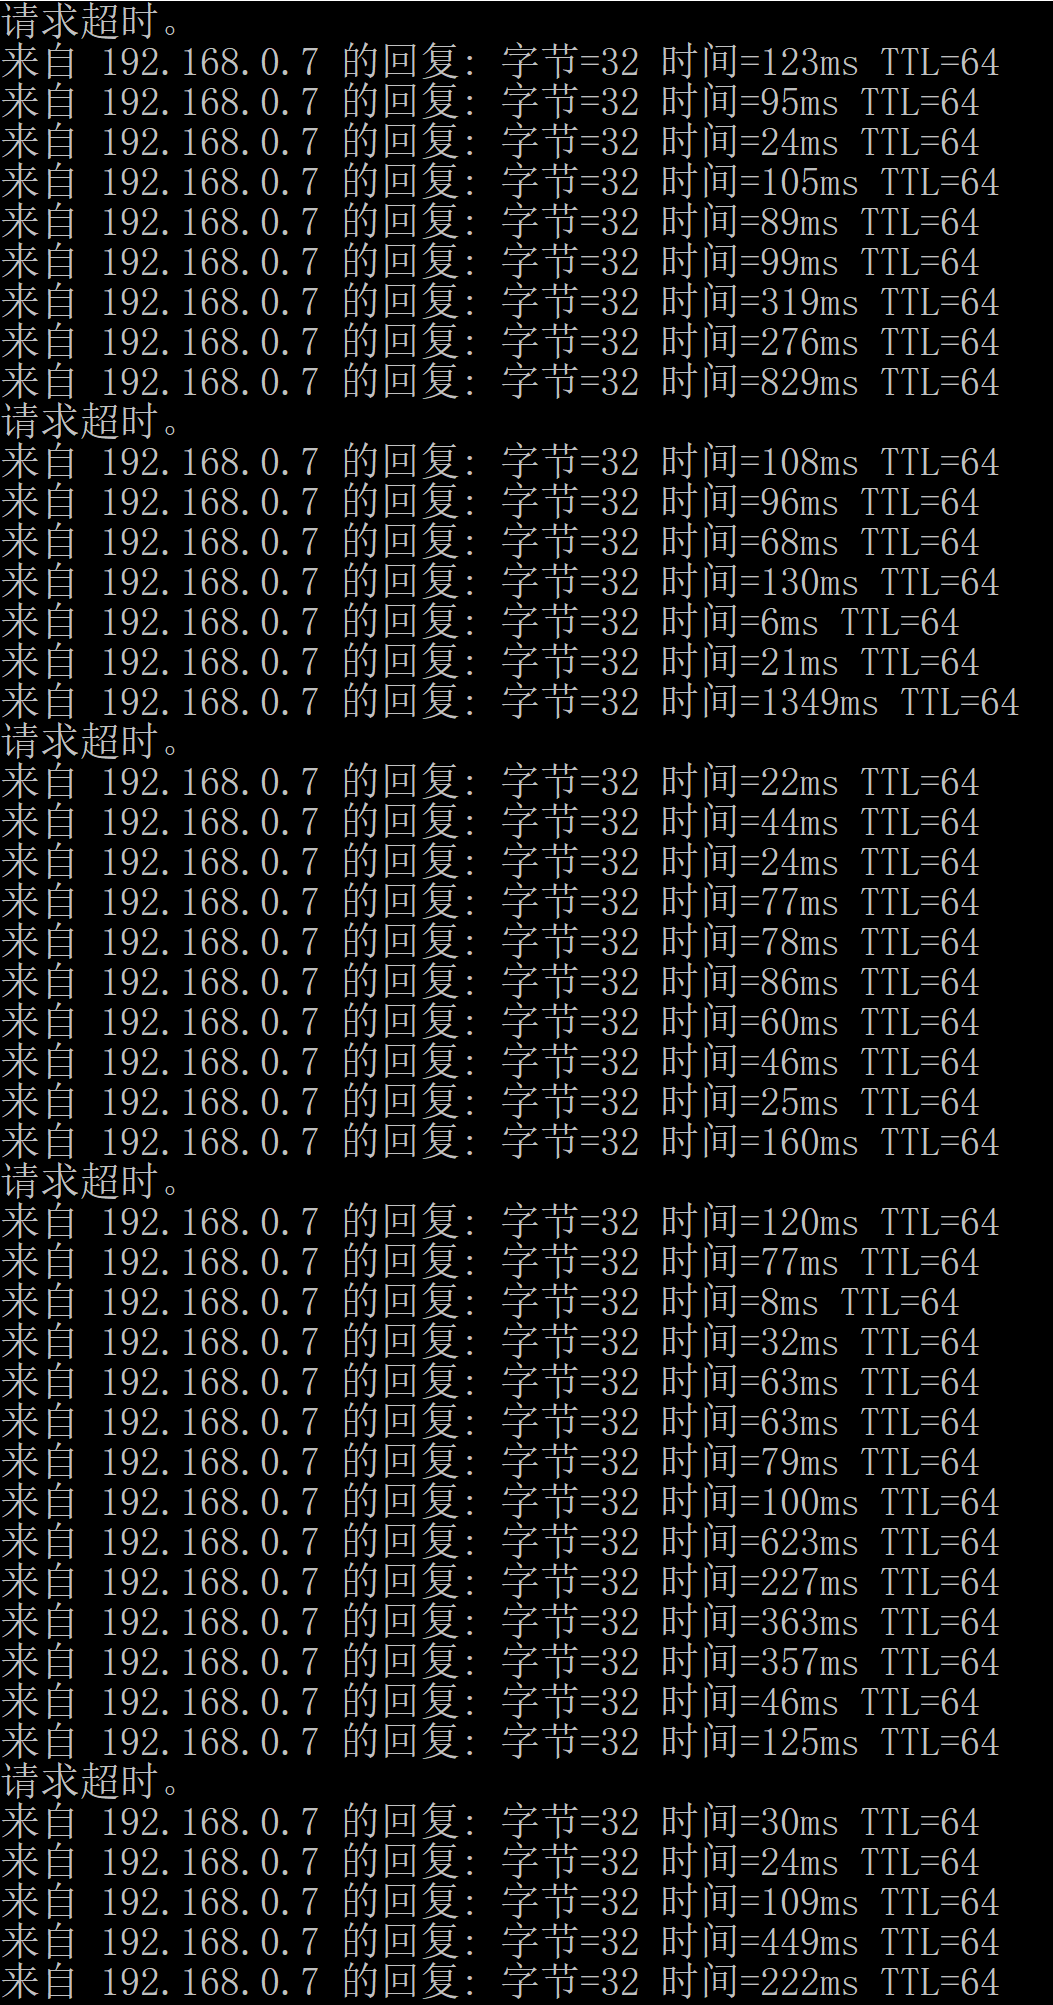 请求超时。
来自 192.168.0.7 的回复: 字节=32 时间=123ms TTL=64
来自 192.168.0.7 的回复: 字节=32 时间=95ms TTL=64
来自 192.168.0.7 的回复: 字节=32 时间=24ms TTL=64
来自 192.168.0.7 的回复: 字节=32 时间=105ms TTL=64
来自 192.168.0.7 的回复: 字节=32 时间=89ms TTL=64
来自 192.168.0.7 的回复: 字节=32 时间=99ms TTL=64
来自 192.168.0.7 的回复: 字节=32 时间=319ms TTL=64
来自 192.168.0.7 的回复: 字节=32 时间=276ms TTL=64
来自 192.168.0.7 的回复: 字节=32 时间=829ms TTL=64
请求超时。
来自 192.168.0.7 的回复: 字节=32 时间=108ms TTL=64
来自 192.168.0.7 的回复: 字节=32 时间=96ms TTL=64
来自 192.168.0.7 的回复: 字节=32 时间=68ms TTL=64
来自 192.168.0.7 的回复: 字节=32 时间=130ms TTL=64
来自 192.168.0.7 的回复: 字节=32 时间=6ms TTL=64
来自 192.168.0.7 的回复: 字节=32 时间=21ms TTL=64
来自 192.168.0.7 的回复: 字节=32 时间=1349ms TTL=64
请求超时。
来自 192.168.0.7 的回复: 字节=32 时间=22ms TTL=64
来自 192.168.0.7 的回复: 字节=32 时间=44ms TTL=64
来自 192.168.0.7 的回复: 字节=32 时间=24ms TTL=64
来自 192.168.0.7 的回复: 字节=32 时间=77ms TTL=64
来自 192.168.0.7 的回复: 字节=32 时间=78ms TTL=64
来自 192.168.0.7 的回复: 字节=32 时间=86ms TTL=64
来自 192.168.0.7 的回复: 字节=32 时间=60ms TTL=64
来自 192.168.0.7 的回复: 字节=32 时间=46ms TTL=64
来自 192.168.0.7 的回复: 字节=32 时间=25ms TTL=64
来自 192.168.0.7 的回复: 字节=32 时间=160ms TTL=64
请求超时。
来自 192.168.0.7 的回复: 字节=32 时间=120ms TTL=64
来自 192.168.0.7 的回复: 字节=32 时间=77ms TTL=64
来自 192.168.0.7 的回复: 字节=32 时间=8ms TTL=64
来自 192.168.0.7 的回复: 字节=32 时间=32ms TTL=64
来自 192.168.0.7 的回复: 字节=32 时间=63ms TTL=64
来自 192.168.0.7 的回复: 字节=32 时间=63ms TTL=64
来自 192.168.0.7 的回复: 字节=32 时间=79ms TTL=64
来自 192.168.0.7 的回复: 字节=32 时间=100ms TTL=64
来自 192.168.0.7 的回复: 字节=32 时间=623ms TTL=64
来自 192.168.0.7 的回复: 字节=32 时间=227ms TTL=64
来自 192.168.0.7 的回复: 字节=32 时间=363ms TTL=64
来自 192.168.0.7 的回复: 字节=32 时间=357ms TTL=64
来自 192.168.0.7 的回复: 字节=32 时间=46ms TTL=64
来自 192.168.0.7 的回复: 字节=32 时间=125ms TTL=64
请求超时。
来自 192.168.0.7 的回复: 字节=32 时间=30ms TTL=64
来自 192.168.0.7 的回复: 字节=32 时间=24ms TTL=64
来自 192.168.0.7 的回复: 字节=32 时间=109ms TTL=64
来自 192.168.0.7 的回复: 字节=32 时间=449ms TTL=64
来自 192.168.0.7 的回复: 字节=32 时间=222ms TTL=64